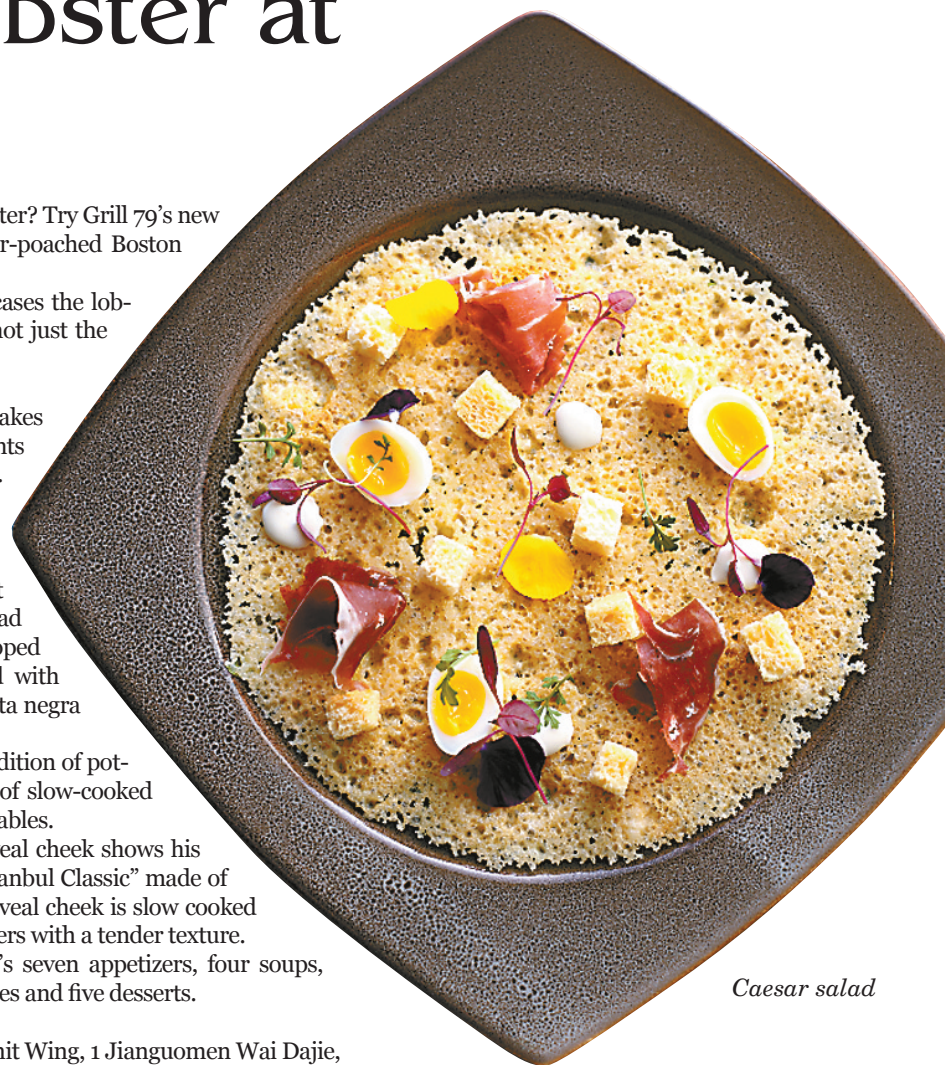 bster at
ter? Try Grill 79’s new
r-poached Boston
cases the lob-
not just the
akes
nts
.
t
ad
pped
l with
ta negra
dition of pot-
of slow-cooked
ables.
veal cheek shows his
anbul Classic” made of
veal cheek is slow cooked
ers with a tender texture.
’s seven appetizers, four soups,
es and five desserts.
Caesar salad
nit Wing, 1 Jianguomen Wai Dajie,